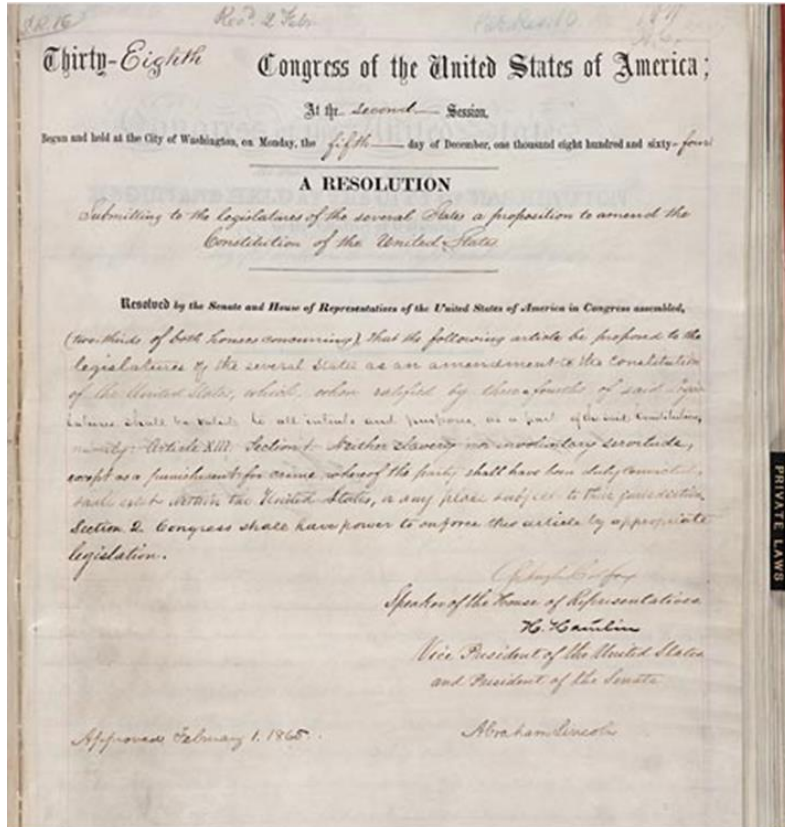 S.R. 16 Recd. 2 Feb.
Thirty-Eighth Congress of the United States of America;
At the second Session,
Begun and held at the City of Washington, on Monday, the fifth day of December, one thousand eight hundred and sixty-four
A RESOLUTION
Submitting to the legislatures of the several States a proposition to amend the
Constitution of the United States.
Resolved by the Senate and House of Representatives of the United States of America in Congress assembled,
(two-thirds of both houses concurring), That the following article be proposed to the
legislatures of the several States as an amendment to the Constitution
of the United States, which, when ratified by three-fourths of said legis-
latures shall be valid, to all intents and purposes, as a part of the said Constitution,
namely: Article XIII. Section 1. Neither slavery nor involuntary servitude,
except as a punishment for crime whereof the party shall have been duly convicted,
shall exist within the United States, or any place subject to their jurisdiction.
Section 2. Congress shall have power to enforce this article by appropriate
legislation.
Schuyler Colfax
Speaker of the House of Representatives
H. Hamlin
Vice President of the United States
and President of the Senate
Approved, February 1. 1865. Abraham Lincoln
PRIVATE LAWS